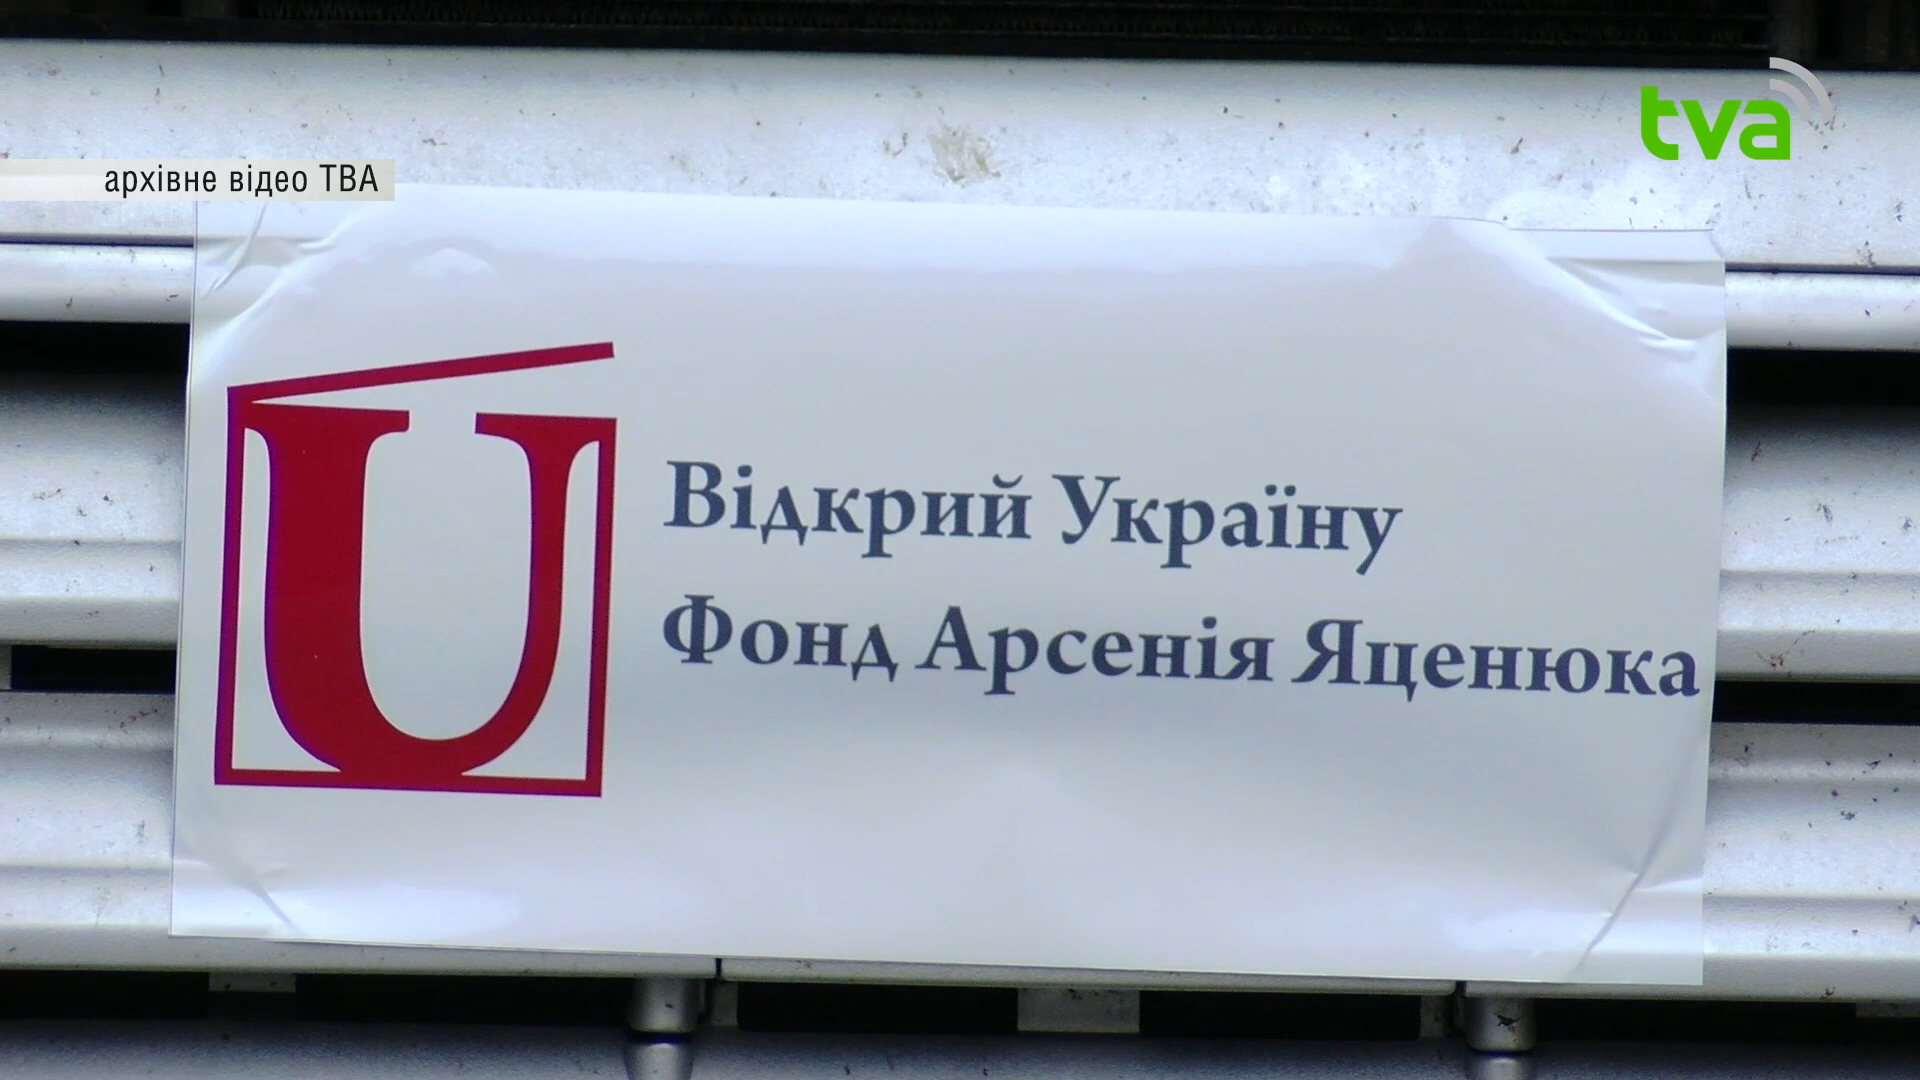 tva
архівне відео ТВА
U
Відкрий Україну
Фонд Арсенія Яценюка